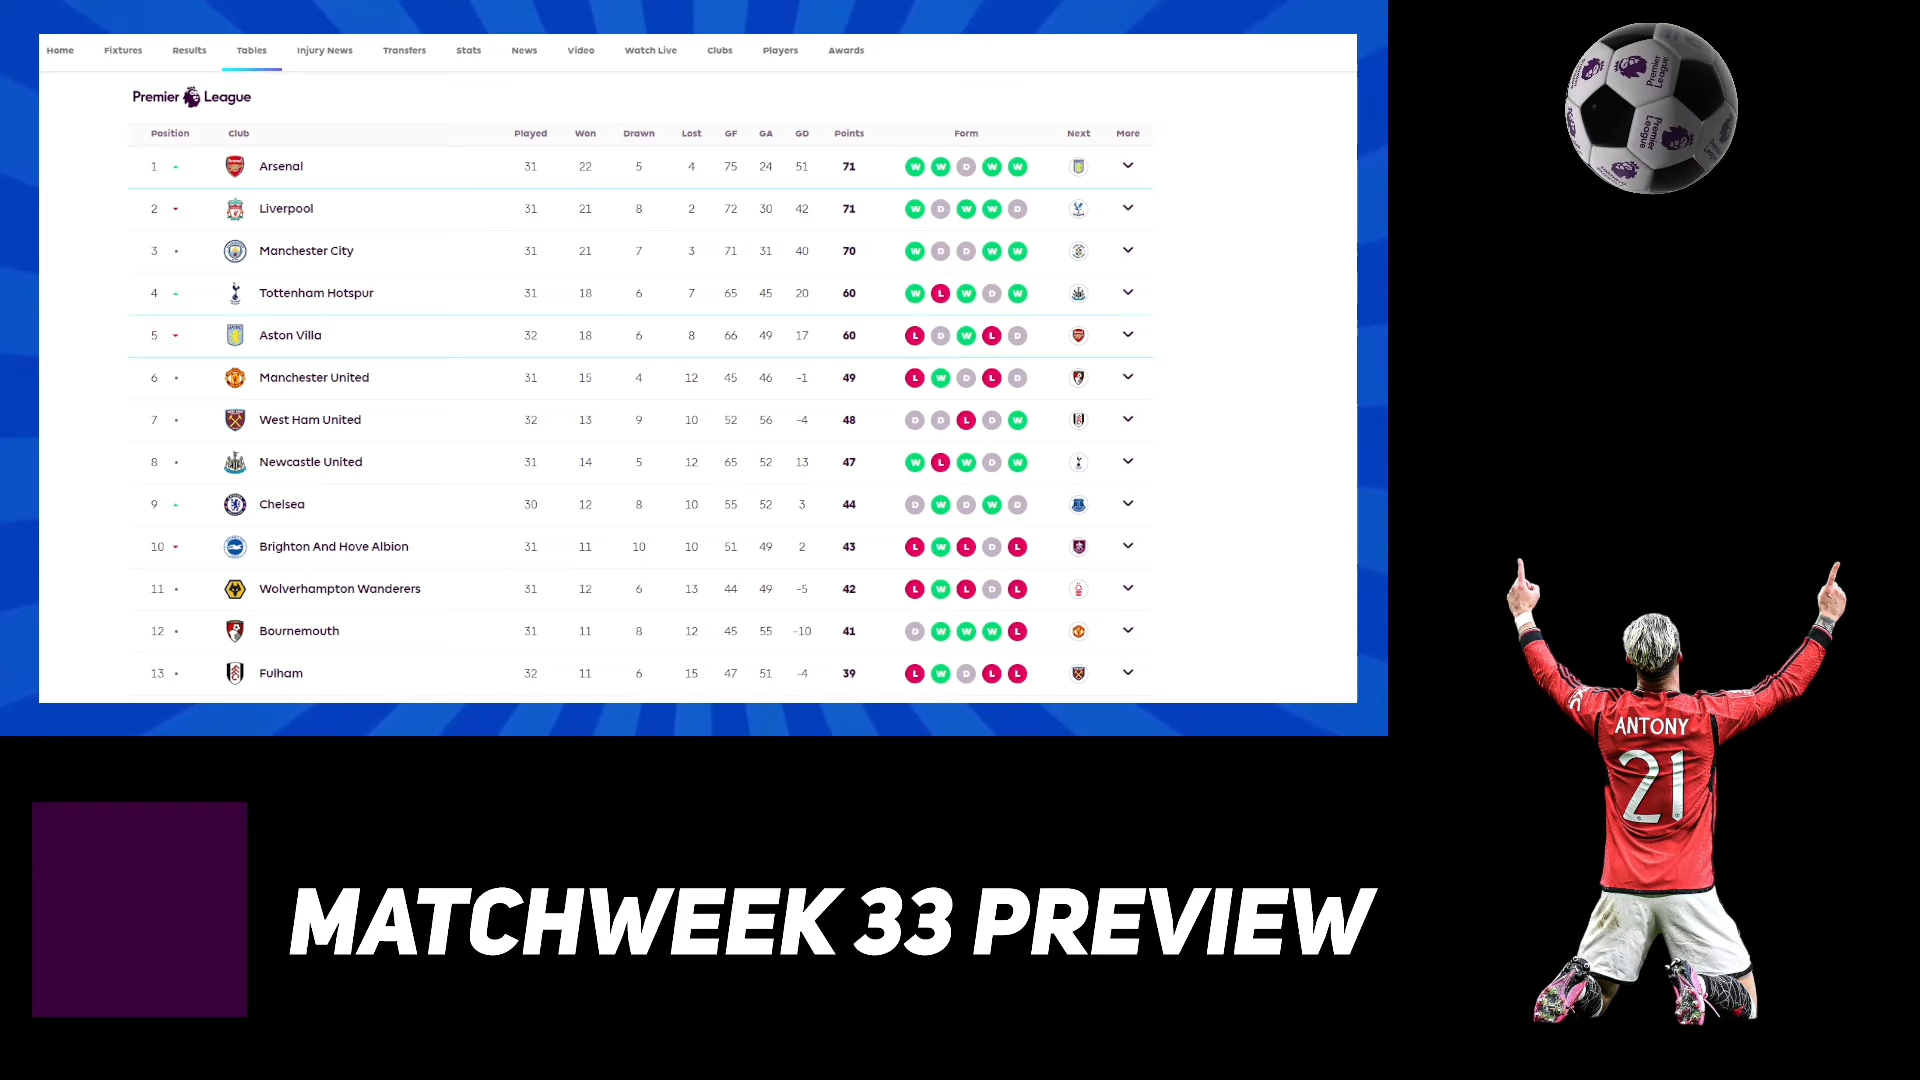 Home Fixtures Results Tables Injury News Transfers Stats News Video Watch Live Clubs Players Awards
Premier League
Position Club Played Won Drawn Lost GF GA GD Points Form Next More
1 Arsenal 31 22 5 4 75 24 51 71 W W D W W
2 Liverpool 31 21 8 2 72 30 42 71 W D W W D
3 Manchester City 31 21 7 3 71 31 40 70 W D D W W
4 Tottenham Hotspur 31 18 6 7 65 45 20 60 W L W D W
5 Aston Villa 32 18 6 8 66 49 17 60 L D W L D
6 Manchester United 31 15 4 12 45 46 -1 49 L W D L D
7 West Ham United 32 13 9 10 52 56 -4 48 D D L D W
8 Newcastle United 31 14 5 12 65 52 13 47 W L W D W
9 Chelsea 30 12 8 10 55 52 3 44 D W D W D
10 Brighton And Hove Albion 31 11 10 10 51 49 2 43 L W L D L
11 Wolverhampton Wanderers 31 12 6 13 44 49 -5 42 L W L D L
12 Bournemouth 31 11 8 12 45 55 -10 41 D W W W L
13 Fulham 32 11 6 15 47 51 -4 39 L W D L L
Premier League
Premier League
ANTONY
21
MATCHWEEK 33 PREVIEW